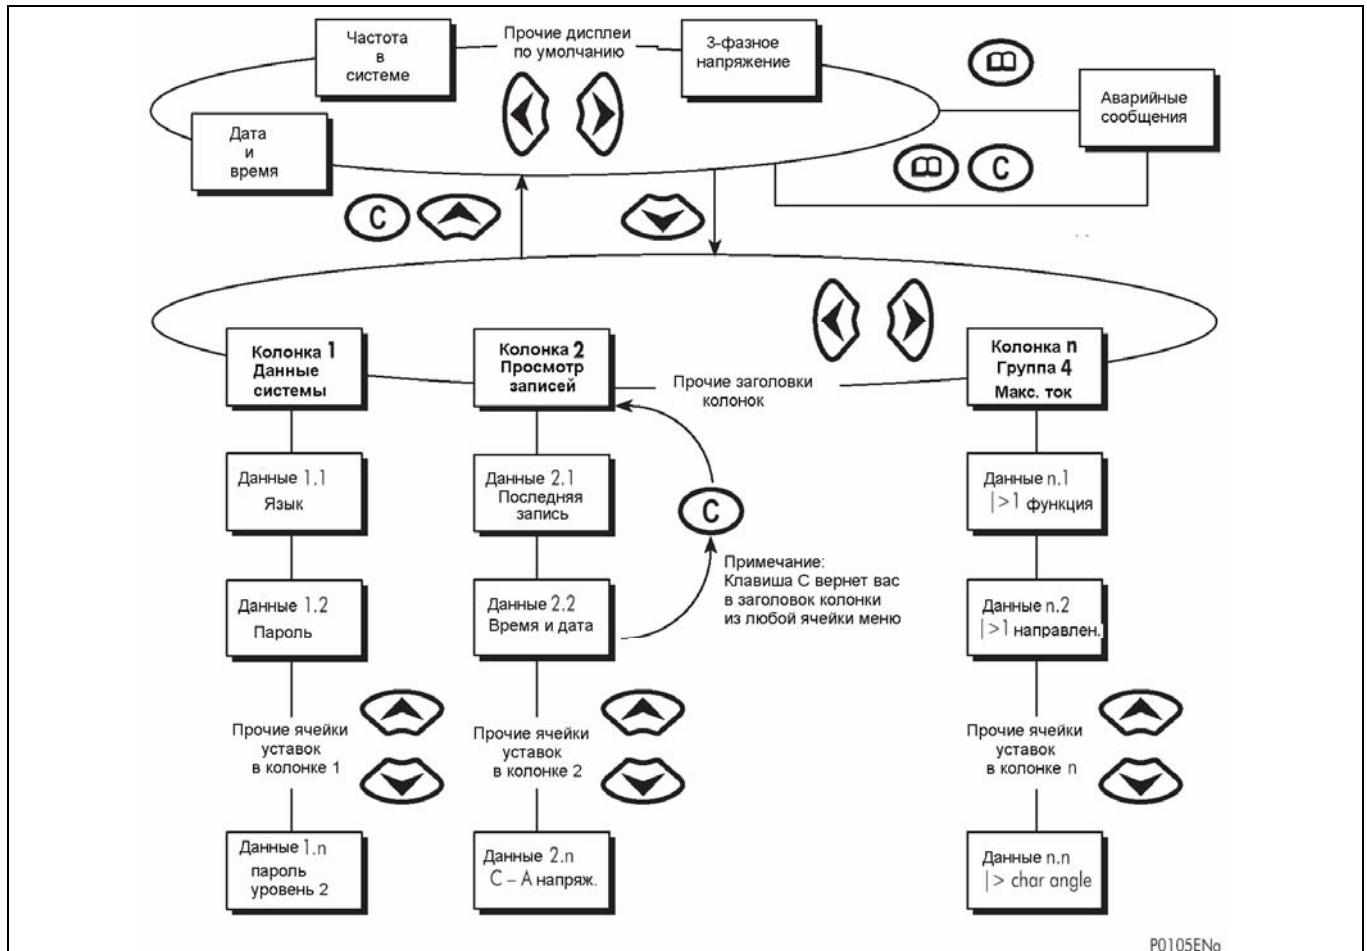 Частота
в
системе
Прочие дисплеи
по умолчанию
3-фазное
напряжение
Аварийные
сообщения
Дата
и
время
C
C
Колонка 1
Данные
системы
Колонка 2
Просмотр
записей
Прочие заголовки
колонок
Колонка n
Группа 4
Макс. ток
Данные 1.1
Язык
Данные 2.1
Последняя
запись
C
Данные n.1
|>1 функция
Примечание:
Клавиша С вернет вас
в заголовок колонки
из любой ячейки меню
Данные 1.2
Пароль
Данные 2.2
Время и дата
Данные n.2
|>1 направлен.
Прочие ячейки
уставок
в колонке 1
Прочие ячейки
уставок
в колонке 2
Прочие ячейки
уставок
в колонке n
Данные 1.n
пароль
уровень 2
Данные 2.n
C – A напряж.
Данные n.n
|> char angle
P0105ENa